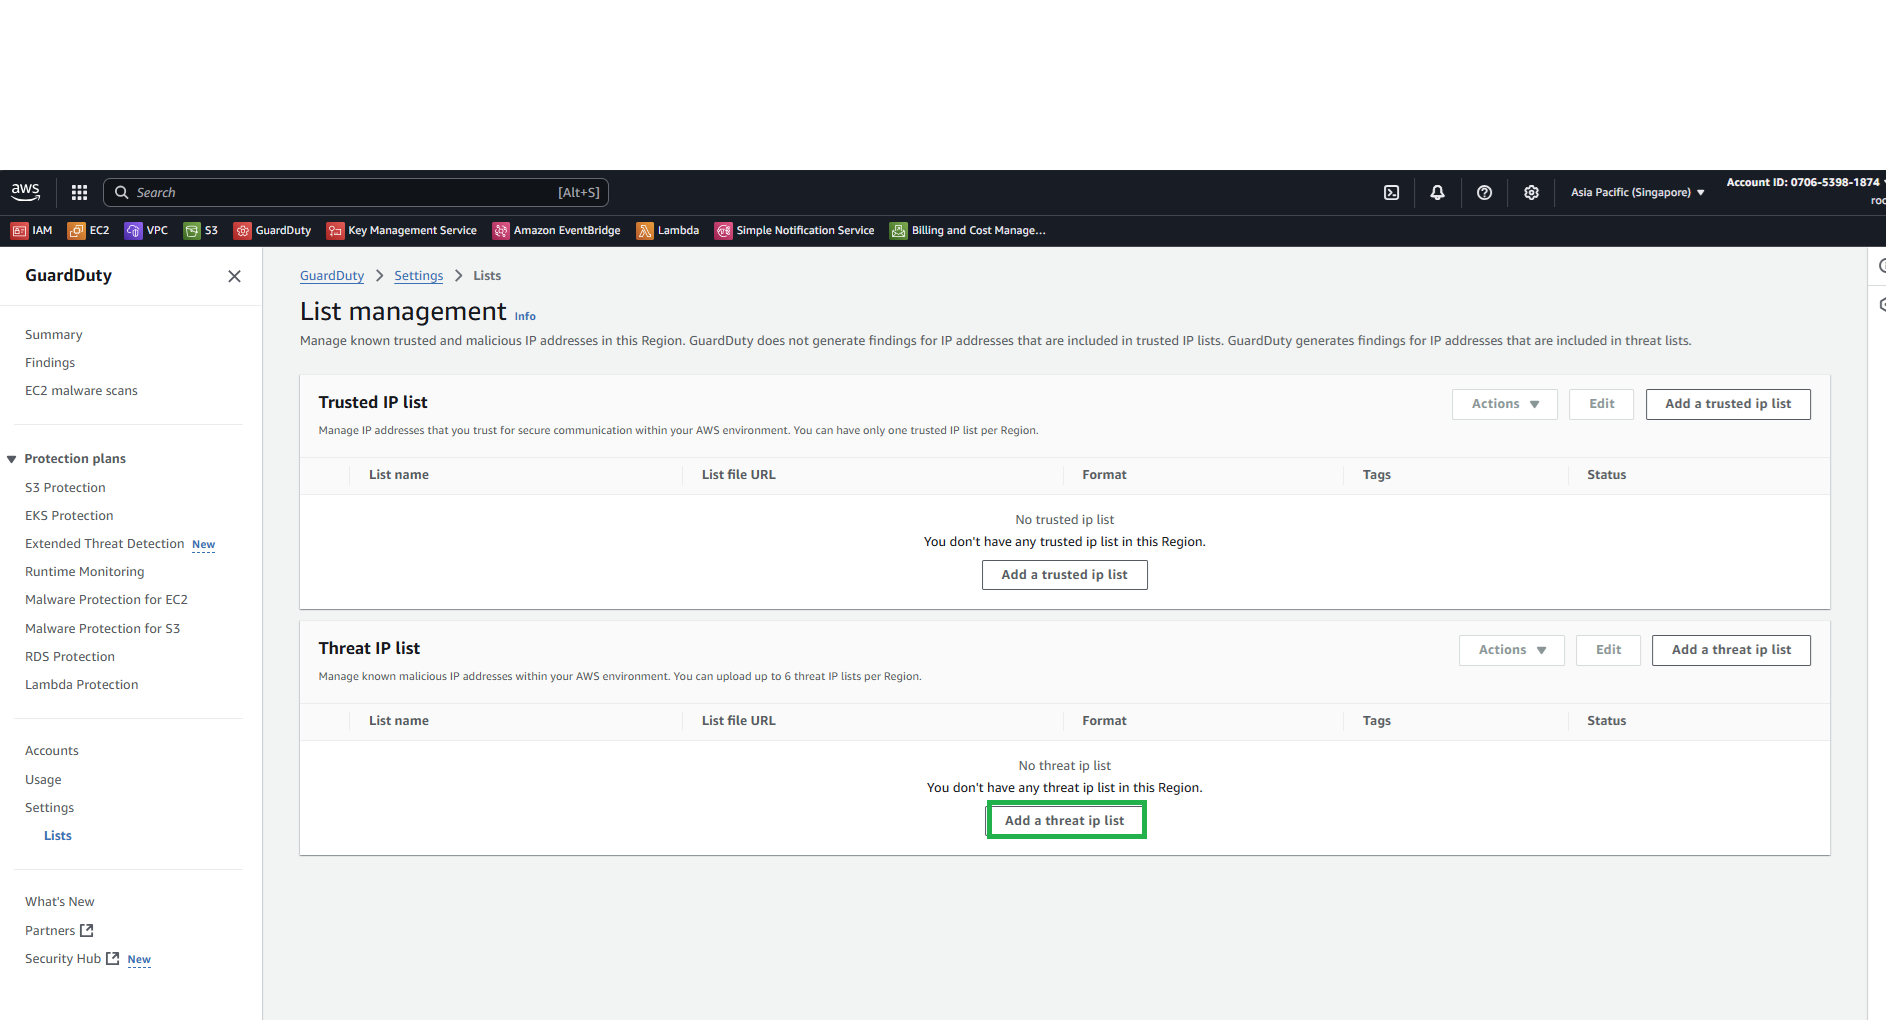 aws
Search [Alt+S]
Asia Pacific (Singapore)
Account ID: 0706-5398-1874
IAM EC2 VPC S3 GuardDuty Key Management Service Amazon EventBridge Lambda Simple Notification Service Billing and Cost Manage...
GuardDuty
Summary
Findings
EC2 malware scans
Protection plans
S3 Protection
EKS Protection
Extended Threat Detection New
Runtime Monitoring
Malware Protection for EC2
Malware Protection for S3
RDS Protection
Lambda Protection
Accounts
Usage
Settings
Lists
What's New
Partners
Security Hub New
GuardDuty Settings Lists
List management Info
Manage known trusted and malicious IP addresses in this Region. GuardDuty does not generate findings for IP addresses that are included in trusted IP lists. GuardDuty generates findings for IP addresses that are included in threat lists.
Trusted IP list
Actions Edit Add a trusted ip list
Manage IP addresses that you trust for secure communication within your AWS environment. You can have only one trusted IP list per Region.
List name List file URL Format Tags Status
No trusted ip list
You don't have any trusted ip list in this Region.
Add a trusted ip list
Threat IP list
Actions Edit Add a threat ip list
Manage known malicious IP addresses within your AWS environment. You can upload up to 6 threat IP lists per Region.
List name List file URL Format Tags Status
No threat ip list
You don't have any threat ip list in this Region.
Add a threat ip list